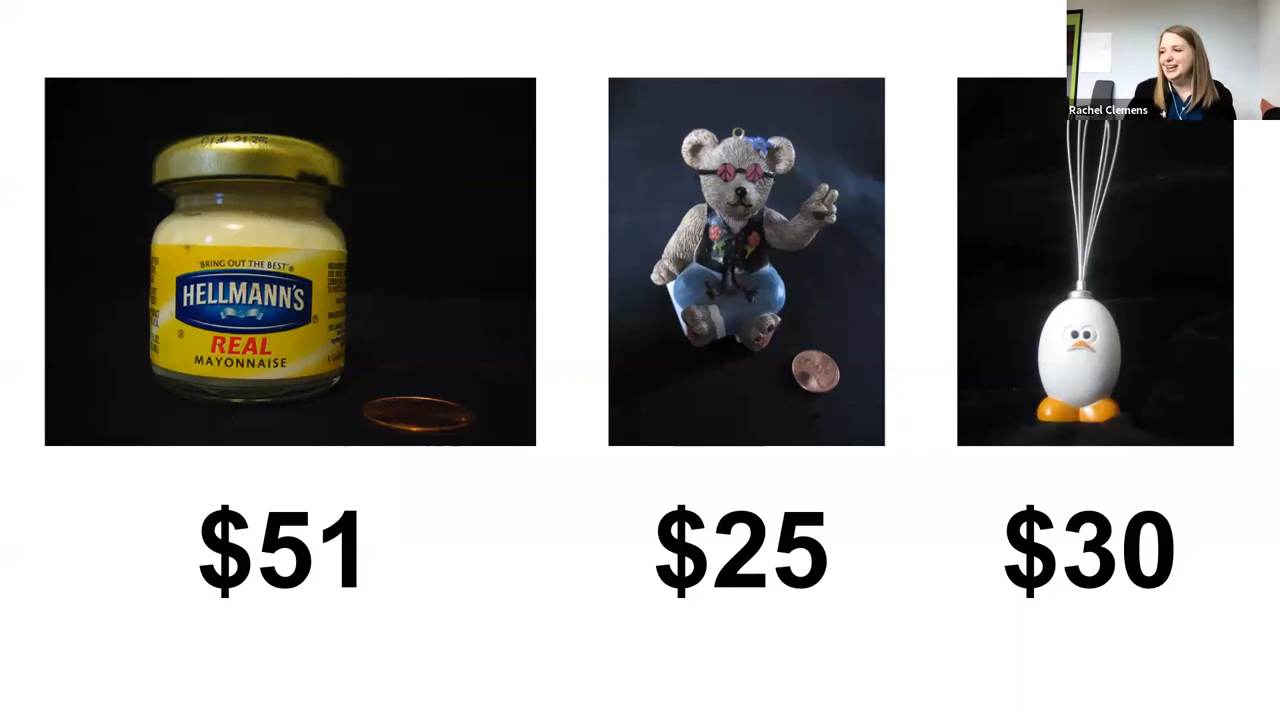 Rachel Clemens
"BRING OUT THE BEST"®
HELLMANN'S®
REAL
MAYONNAISE
$51
$25
$30